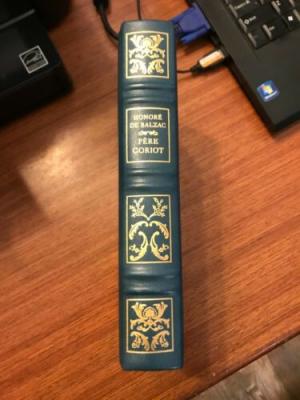 HONORÉ
DE BALZAC
PÈRE
GORIOT